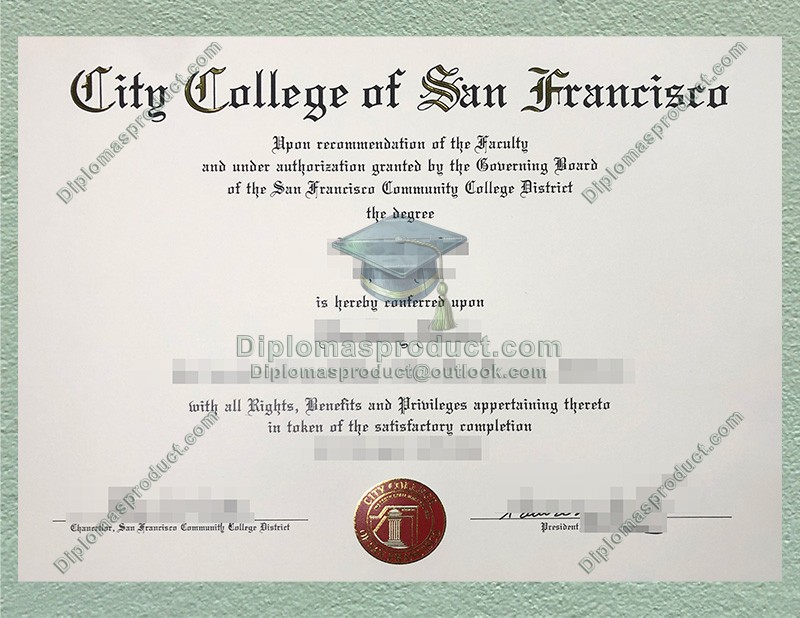 City College of San Francisco
Upon recommendation of the Faculty
and under authorization granted by the Governing Board
of the San Francisco Community College District
the degree
is hereby conferred upon
Diplomasproduct.com
Diplomasproduct@outlook.com
with all Rights, Benefits and Privileges appertaining thereto
in token of the satisfactory completion
CITY COLLEGE
Chancellor, San Francisco Community College District
President
Diplomasproduct.com
Diplomasproduct.com
Diplomasproduct.com
Diplomasproduct.com